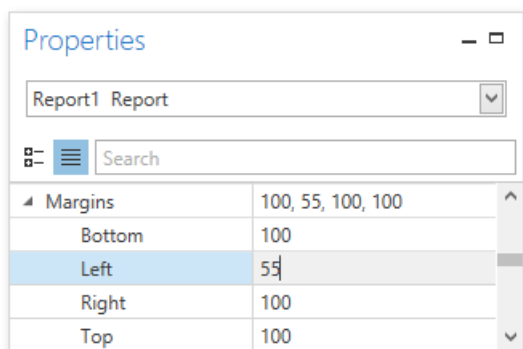 Properties
Report1 Report
Search
Margins 100, 55, 100, 100
Bottom 100
Left 55
Right 100
Top 100